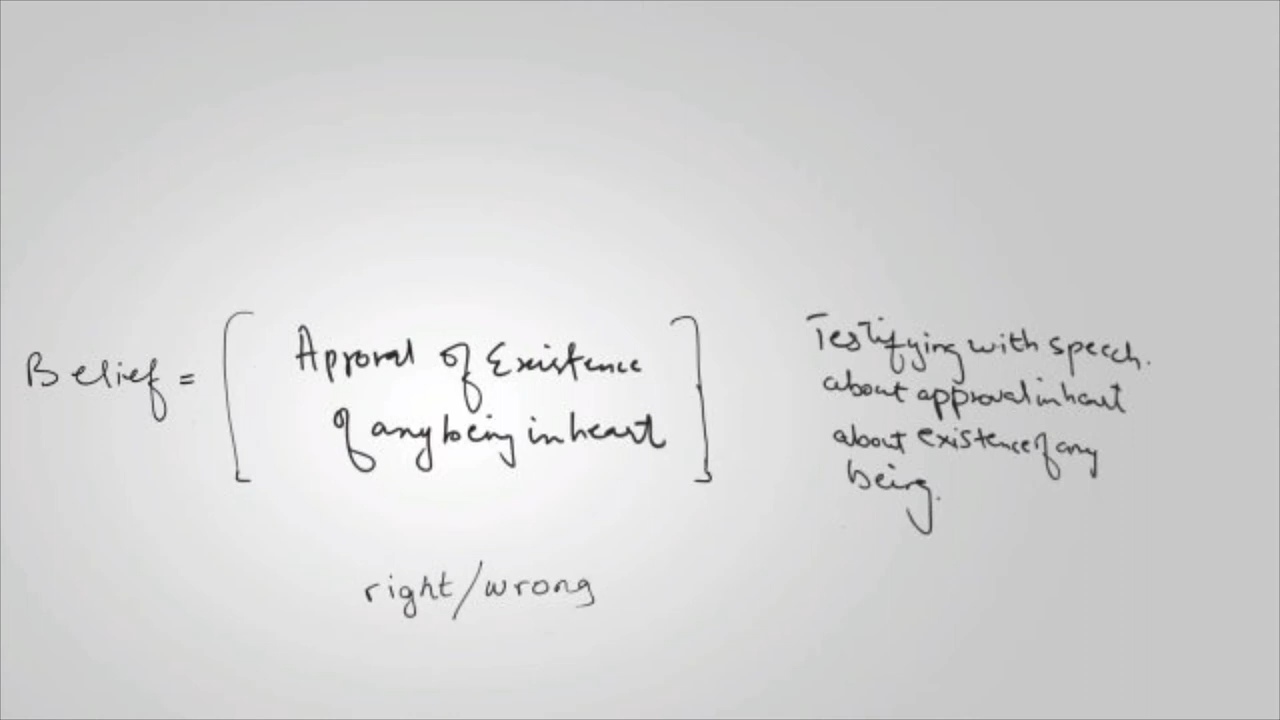 Belief = [ Approval of Existence
of any being in heart ]
right/wrong
Testifying with speech.
about approval in heart
about existence of any
being.